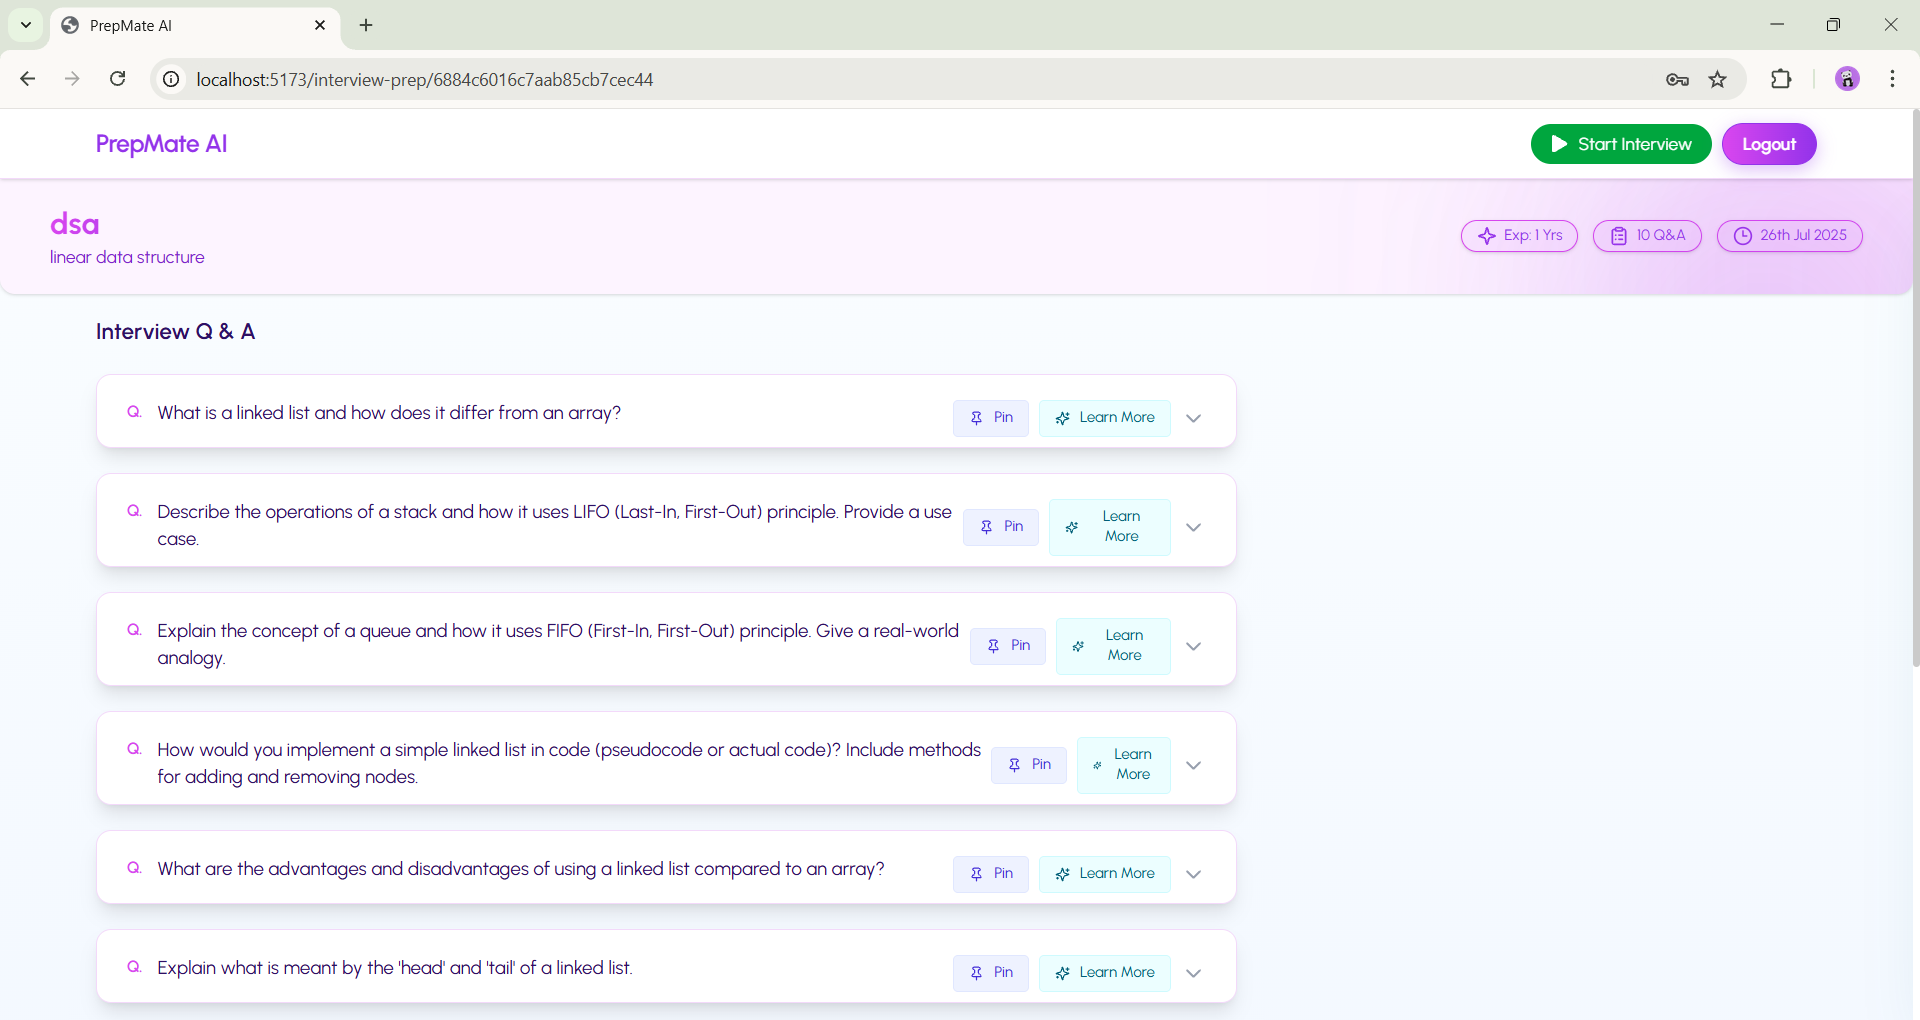 PrepMate AI
localhost:5173/interview-prep/6884c6016c7aab85cb7cec44
PrepMate AI
Start Interview
Logout
dsa
linear data structure
Exp: 1 Yrs
10 Q&A
26th Jul 2025
Interview Q & A
Q. What is a linked list and how does it differ from an array?
Pin
Learn More
Q. Describe the operations of a stack and how it uses LIFO (Last-In, First-Out) principle. Provide a use
case.
Pin
Learn
More
Q. Explain the concept of a queue and how it uses FIFO (First-In, First-Out) principle. Give a real-world
analogy.
Pin
Learn
More
Q. How would you implement a simple linked list in code (pseudocode or actual code)? Include methods
for adding and removing nodes.
Pin
Learn
More
Q. What are the advantages and disadvantages of using a linked list compared to an array?
Pin
Learn More
Q. Explain what is meant by the 'head' and 'tail' of a linked list.
Pin
Learn More